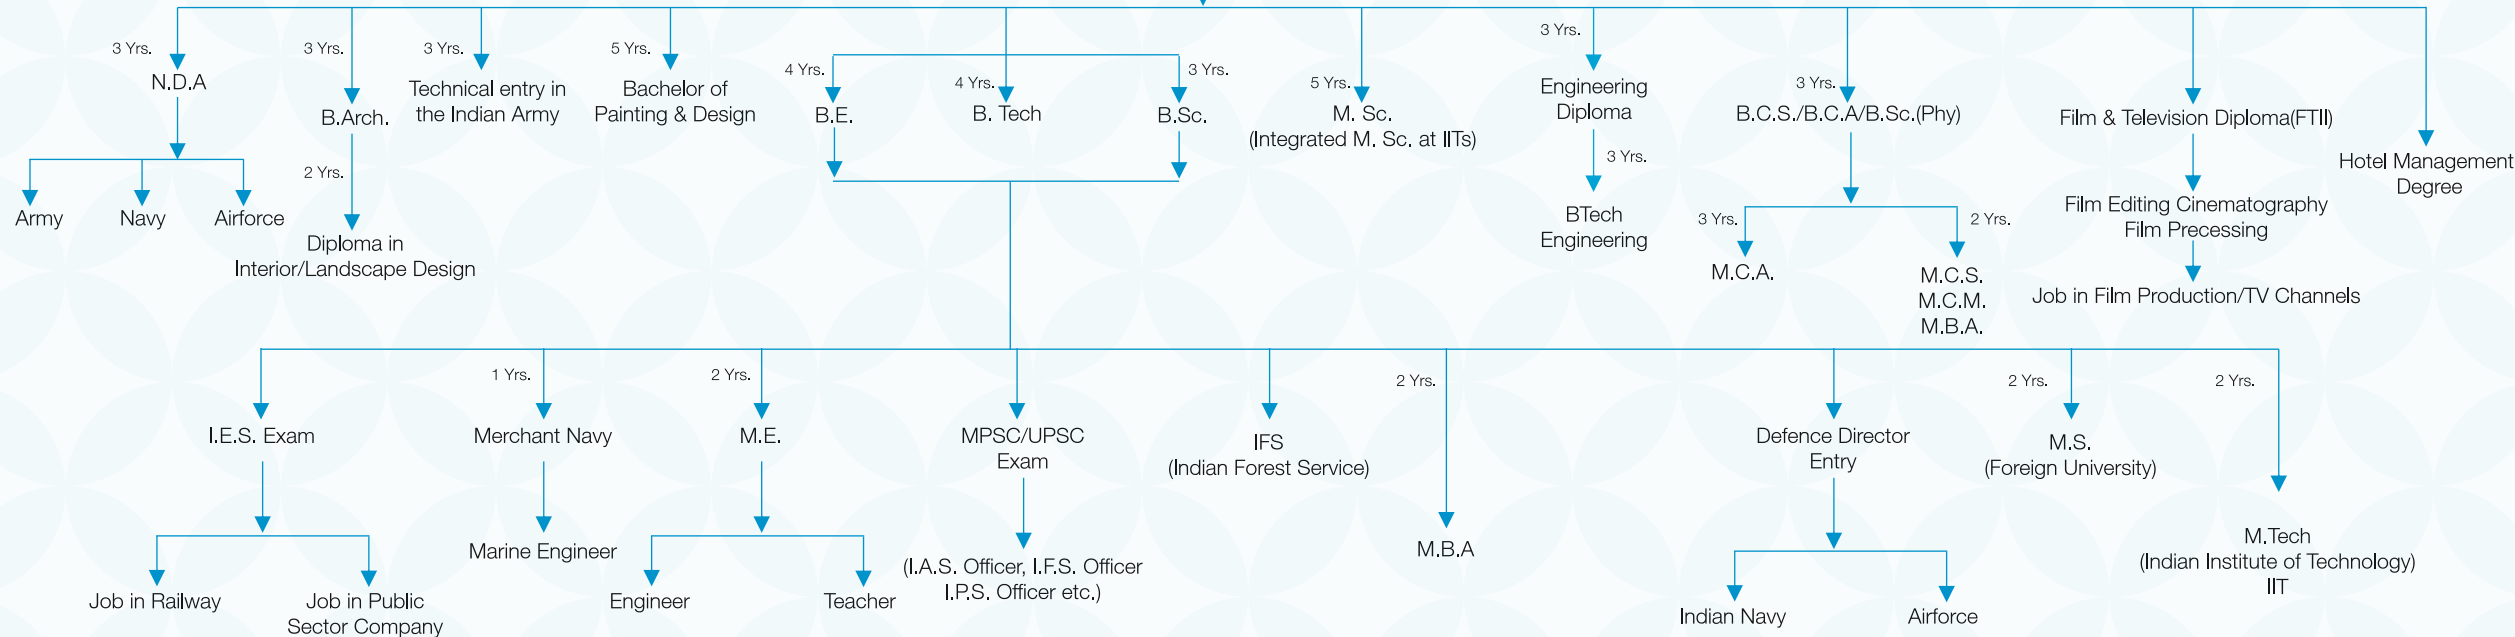 3 Yrs.
N.D.A
Army
Navy
Airforce
3 Yrs.
B.Arch.
2 Yrs.
Diploma in
Interior/Landscape Design
3 Yrs.
Technical entry in
the Indian Army
5 Yrs.
Bachelor of
Painting & Design
4 Yrs.
B.E.
4 Yrs.
B. Tech
3 Yrs.
B.Sc.
5 Yrs.
M. Sc.
(Integrated M. Sc. at IITs)
3 Yrs.
Engineering
Diploma
3 Yrs.
BTech
Engineering
3 Yrs.
B.C.S./B.C.A/B.Sc.(Phy)
3 Yrs.
M.C.A.
2 Yrs.
M.C.S.
M.C.M.
M.B.A.
Film & Television Diploma(FTII)
Film Editing Cinematography
Film Precessing
Job in Film Production/TV Channels
Hotel Management
Degree
I.E.S. Exam
Job in Railway
Job in Public
Sector Company
1 Yrs.
Merchant Navy
Marine Engineer
2 Yrs.
M.E.
Engineer
Teacher
MPSC/UPSC
Exam
(I.A.S. Officer, I.F.S. Officer
I.P.S. Officer etc.)
IFS
(Indian Forest Service)
2 Yrs.
M.B.A
Defence Director
Entry
Indian Navy
Airforce
2 Yrs.
M.S.
(Foreign University)
2 Yrs.
M.Tech
(Indian Institute of Technology)
IIT